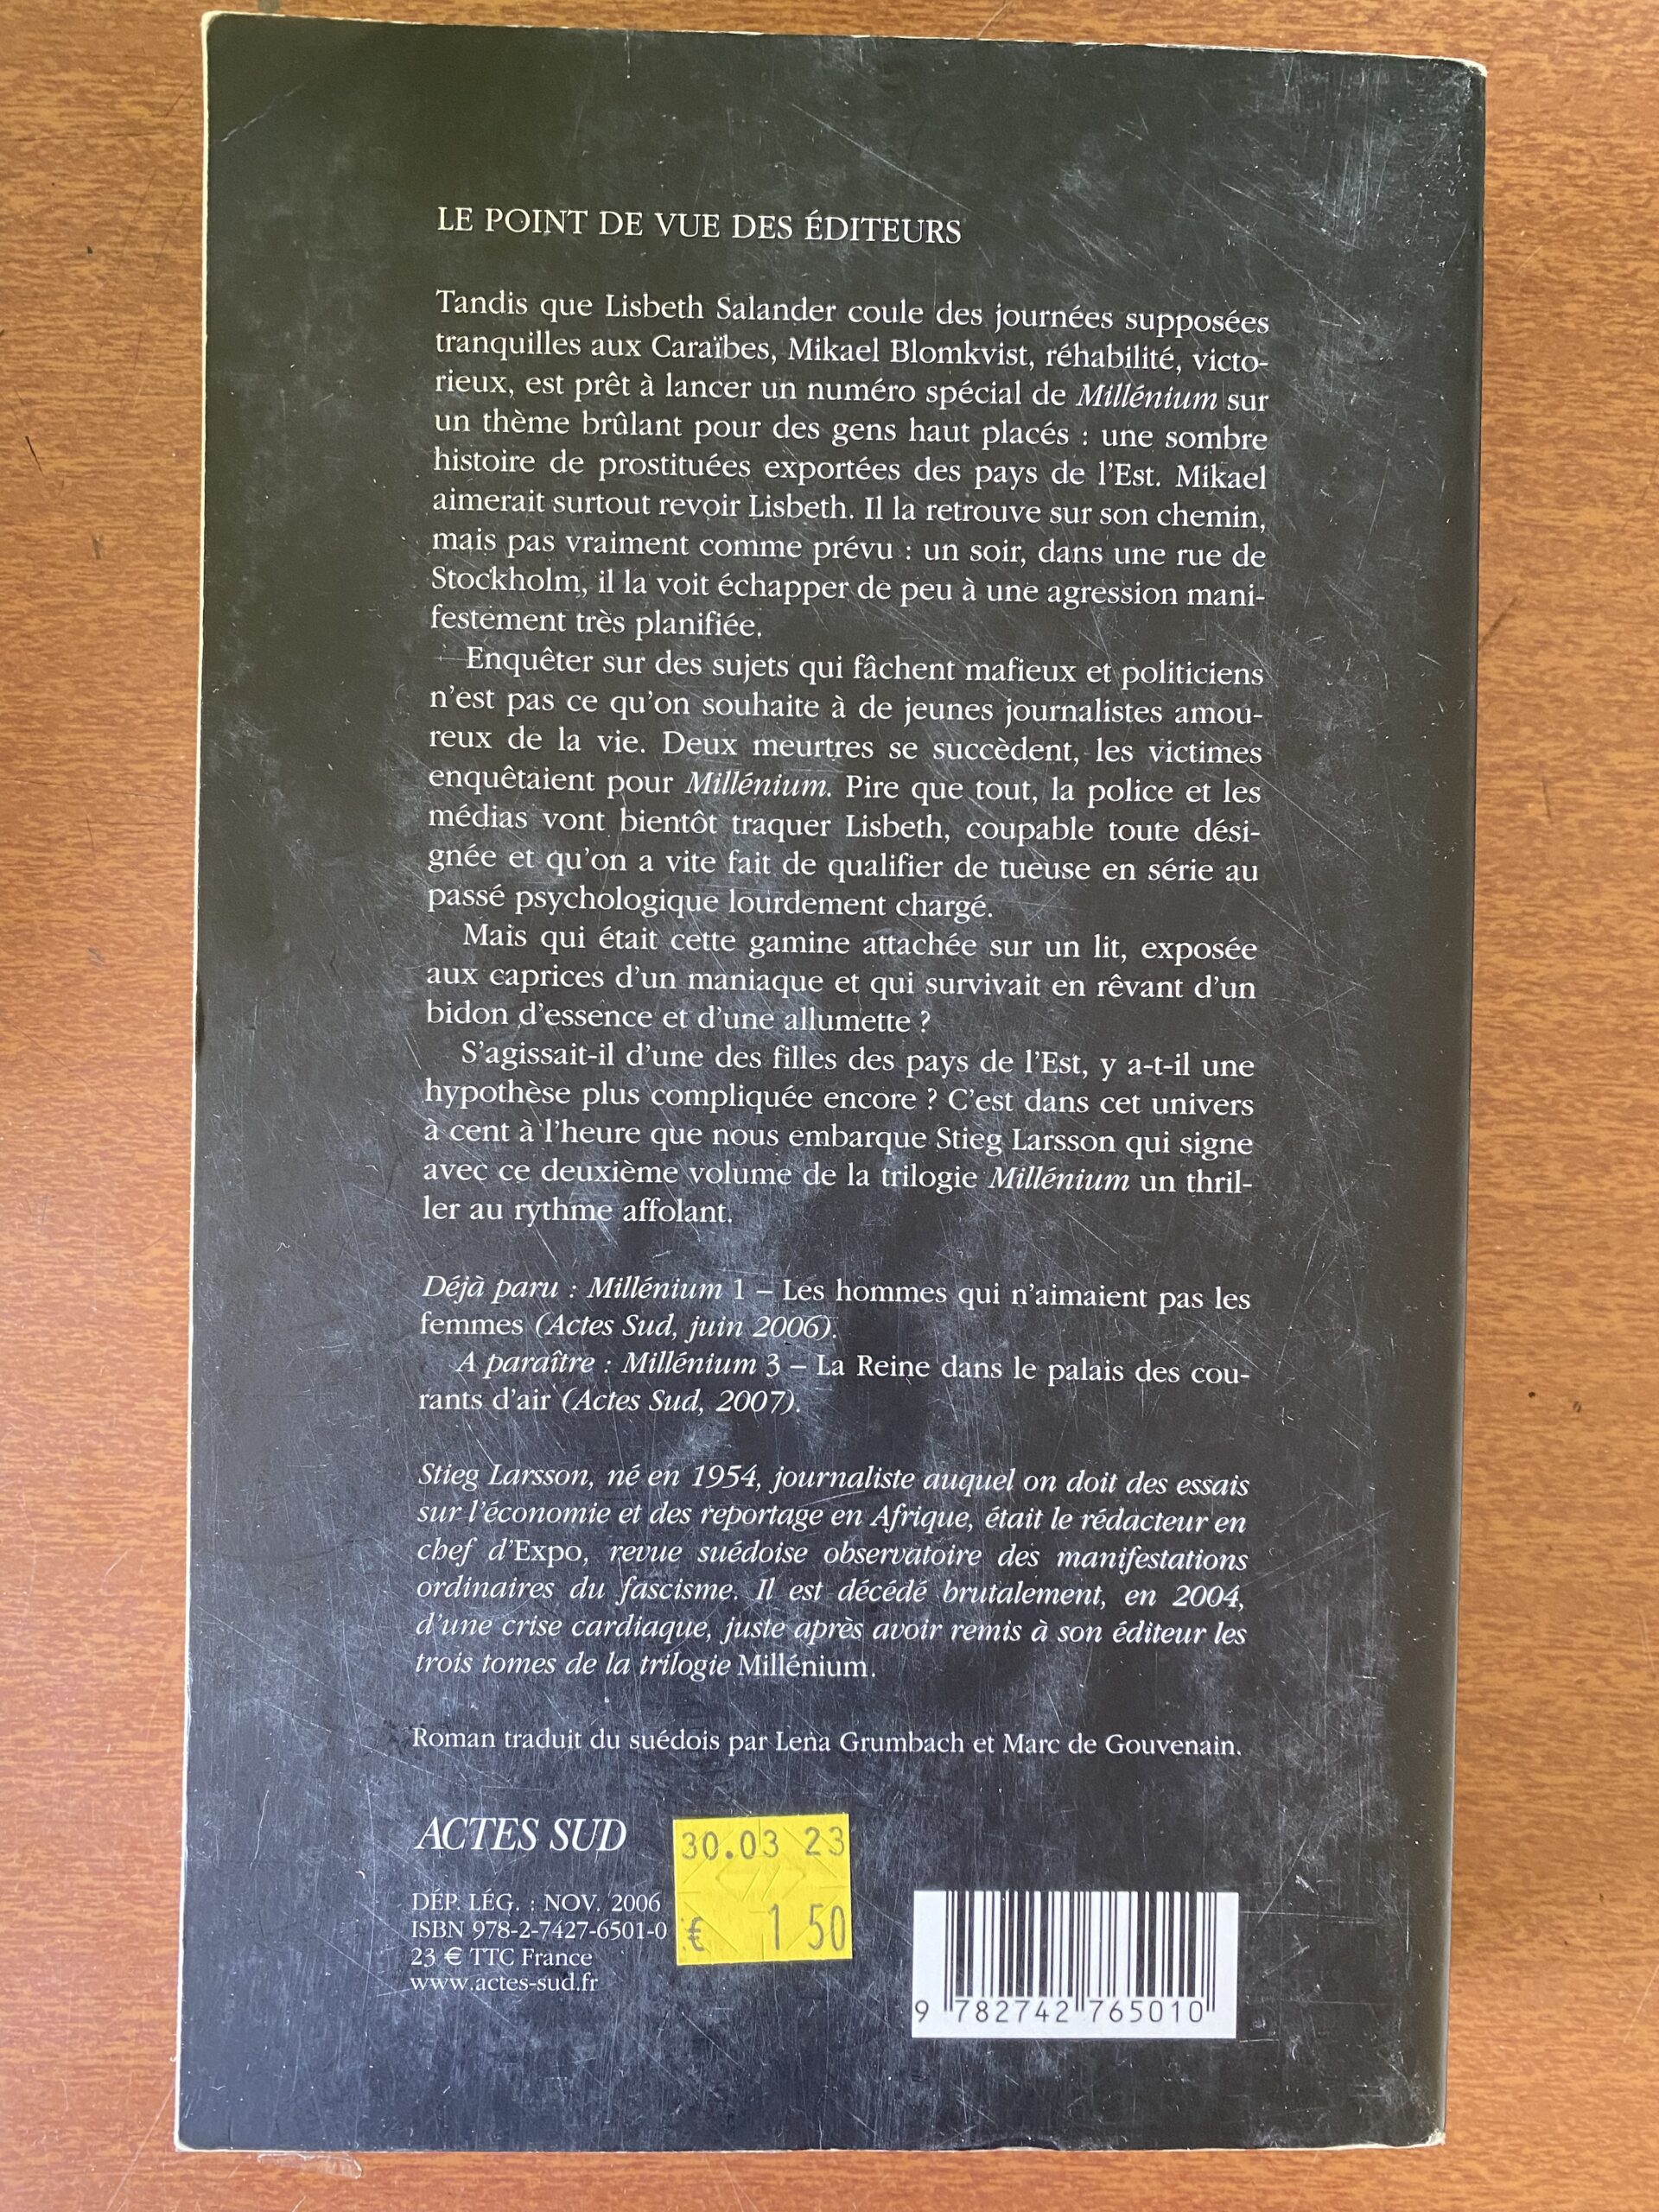 LE POINT DE VUE DES ÉDITEURS
Tandis que Lisbeth Salander coule des journées supposées
tranquilles aux Caraïbes, Mikael Blomkvist, réhabilité, victo-
rieux, est prêt à lancer un numéro spécial de Millénium sur
un thème brûlant pour des gens haut placés : une sombre
histoire de prostituées exportées des pays de l'Est. Mikael
aimerait surtout revoir Lisbeth. Il la retrouve sur son chemin,
mais pas vraiment comme prévu : un soir, dans une rue de
Stockholm, il la voit échapper de peu à une agression mani-
festement très planifiée.
Enquêter sur des sujets qui fâchent mafieux et politiciens
n'est pas ce qu'on souhaite à de jeunes journalistes amou-
reux de la vie. Deux meurtres se succèdent, les victimes
enquêtaient pour Millénium. Pire que tout, la police et les
médias vont bientôt traquer Lisbeth, coupable toute dési-
gnée et qu'on a vite fait de qualifier de tueuse en série au
passé psychologique lourdement chargé.
Mais qui était cette gamine attachée sur un lit, exposée
aux caprices d'un maniaque et qui survivait en rêvant d'un
bidon d'essence et d'une allumette ?
S'agissait-il d'une des filles des pays de l'Est, y a-t-il une
hypothèse plus compliquée encore ? C'est dans cet univers
à cent à l'heure que nous embarque Stieg Larsson qui signe
avec ce deuxième volume de la trilogie Millénium un thril-
ler au rythme affolant.
Déjà paru : Millénium 1 – Les hommes qui n'aimaient pas les
femmes (Actes Sud, juin 2006).
A paraître : Millénium 3 – La Reine dans le palais des cou-
rants d'air (Actes Sud, 2007).
Stieg Larsson, né en 1954, journaliste auquel on doit des essais
sur l'économie et des reportage en Afrique, était le rédacteur en
chef d'Expo, revue suédoise observatoire des manifestations
ordinaires du fascisme. Il est décédé brutalement, en 2004,
d'une crise cardiaque, juste après avoir remis à son éditeur les
trois tomes de la trilogie Millénium.
Roman traduit du suédois par Lena Grumbach et Marc de Gouvenain.
ACTES SUD
30.03 23
€ 1 50
DÉP. LÉG. : NOV. 2006
ISBN 978-2-7427-6501-0
23 € TTC France
www.actes-sud.fr
9 782742 765010